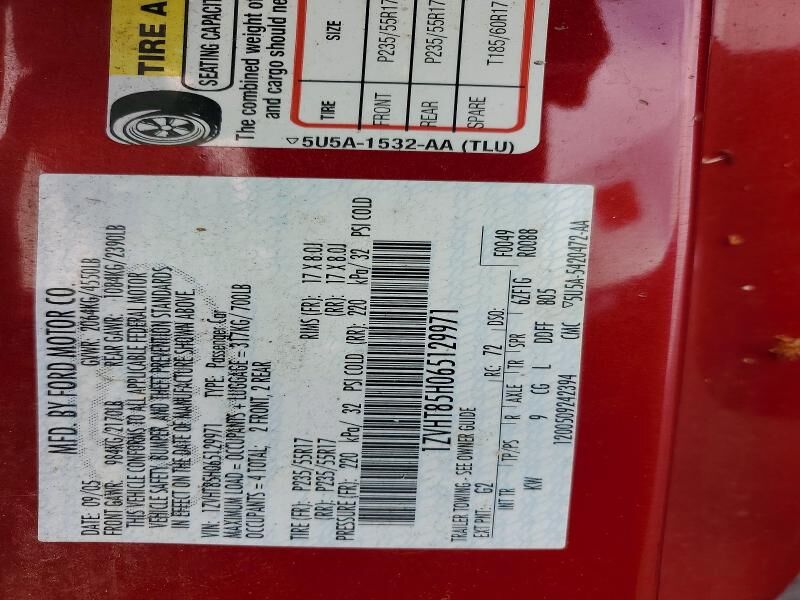 TIRE A
SEATING CAPACI
The combined weight of
and cargo should ne
TIRE SIZE
FRONT P235/55R17
REAR P235/55R17
SPARE T185/60R17
5U5A-1532-AA (TLU)
MFD. BY FORD MOTOR CO.
DATE: 09/05 GVWR: 2064KG/4550LB
FRONT GAWR: 984KG/2170LB REAR GAWR: 1084KG/2390LB
THIS VEHICLE CONFORMS TO ALL APPLICABLE FEDERAL MOTOR
VEHICLE SAFETY, BUMPER, AND THEFT PREVENTION STANDARDS
IN EFFECT ON THE DATE OF MANUFACTURE SHOWN ABOVE.
VIN: 1ZVHT85H065129971 TYPE: Passenger Car
MAXIMUM LOAD = OCCUPANTS + LUGGAGE = 317KG/ 700LB
OCCUPANTS = 4 TOTAL: 2 FRONT, 2 REAR
TIRE (FR): P235/55R17 RIMS (FR): 17 X 8.0J
(RR): P235/55R17 (RR): 17 X 8.0J
PRESSURE (FR): 220 kPa/ 32 PSI COLD (RR): 220 kPa/ 32 PSI COLD
1ZVHT85H065129971
TRAILER TOWING - SEE OWNER GUIDE F0049
EXT PNT: G2 RC: 72 DSO: R0088
WT TR TP/PS R AXLE TR SPR 6ZF1G
KW 9 CG L DDFF 805
12005509242394 CMC ▽5U5A-5420472-AA